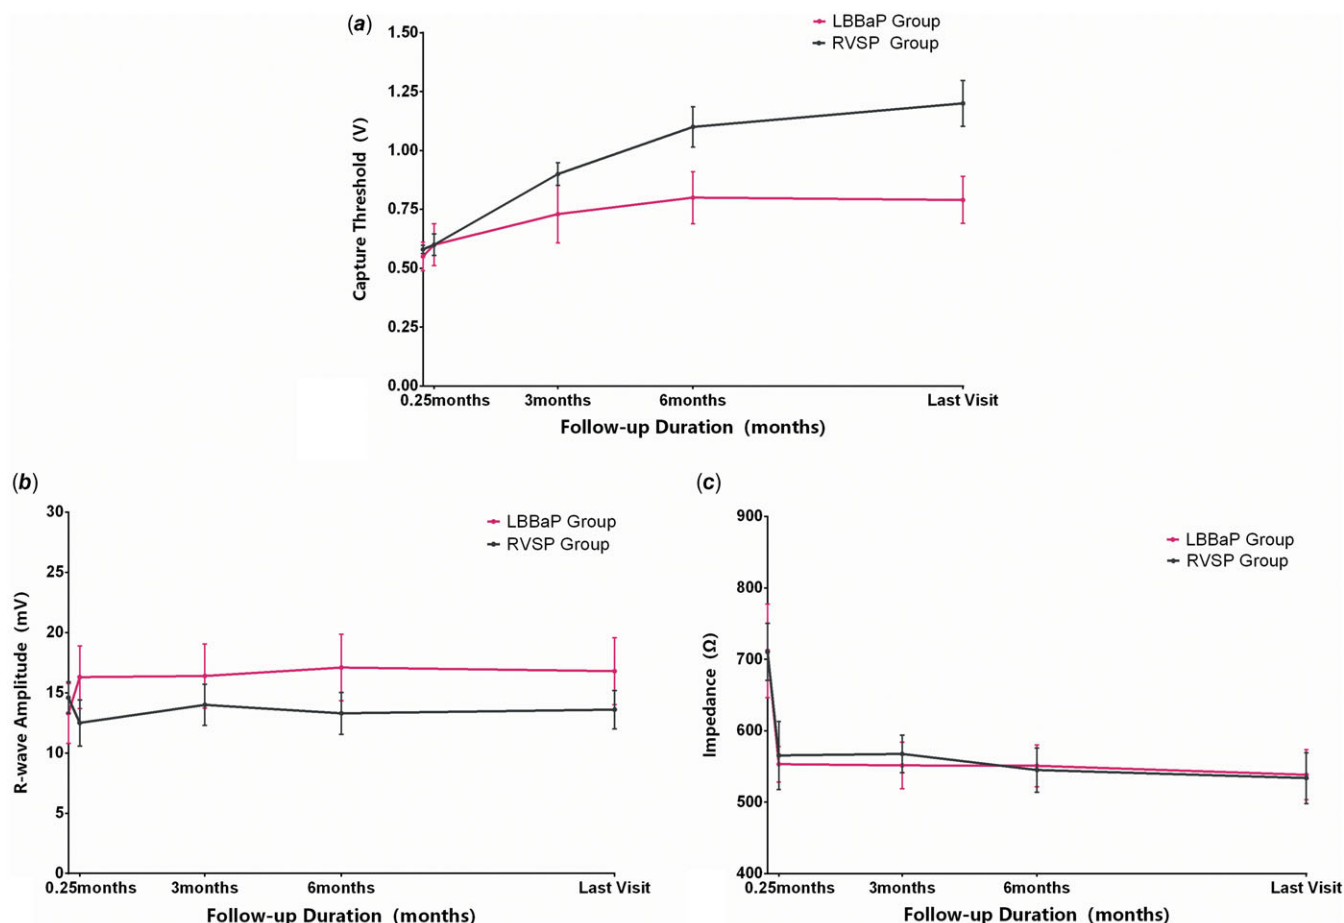 (a)
LBBaP Group
RVSP Group
Capture Threshold (V)
1.50
1.25
1.00
0.75
0.50
0.25
0.00
0.25months 3months 6months Last Visit
Follow-up Duration (months)
(b)
LBBaP Group
RVSP Group
R-wave Amplitude (mV)
30
25
20
15
10
5
0
0.25months 3months 6months Last Visit
Follow-up Duration (months)
(c)
LBBaP Group
RVSP Group
Impedance (Ω)
900
800
700
600
500
400
0.25months 3months 6months Last Visit
Follow-up Duration (months)